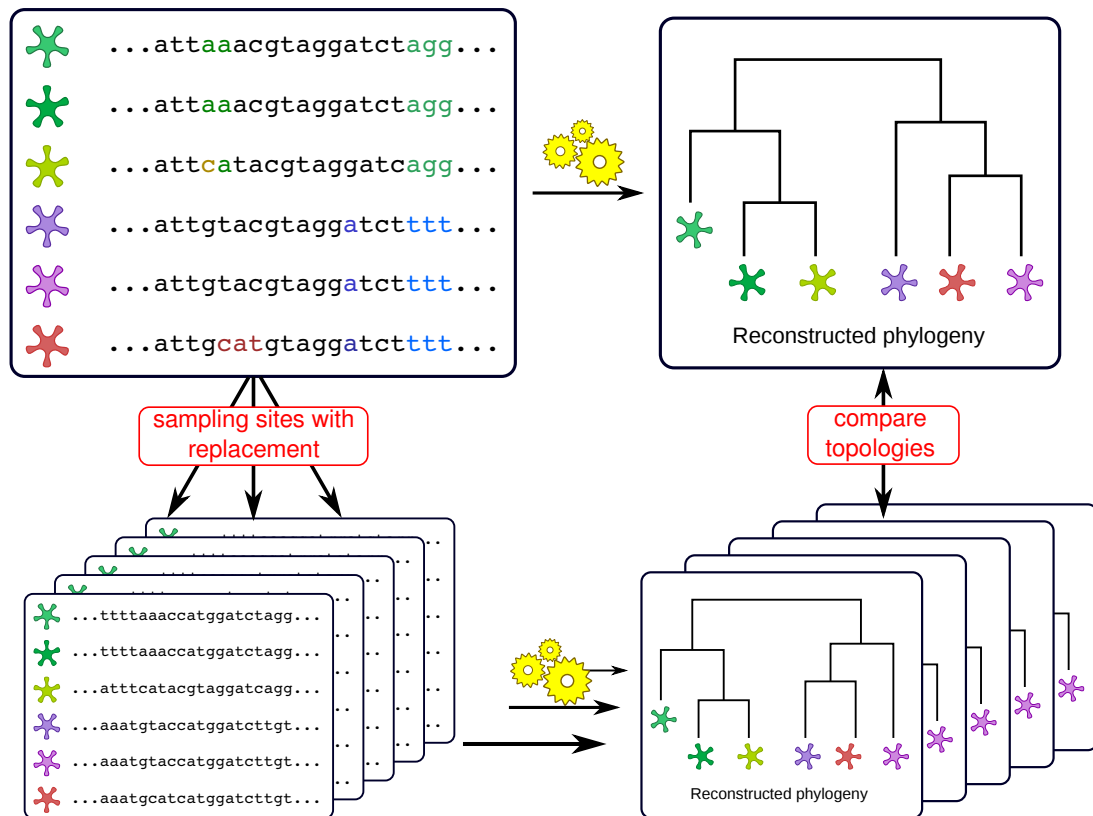 ...attaaacgtaggatctagg...
...attaaacgtaggatctagg...
...attcatacgtaggatcagg...
...attgtacgtaggatctttt...
...attgtacgtaggatctttt...
...attgcatgtaggatctttt...
Reconstructed phylogeny
sampling sites with
replacement
compare
topologies
...ttttaaaccatggatctagg...
...ttttaaaccatggatctagg...
...atttcatacgtaggatcagg...
...aaatgtaccatggatcttgt...
...aaatgtaccatggatcttgt...
...aaatgcatcatggatcttgt...
Reconstructed phylogeny